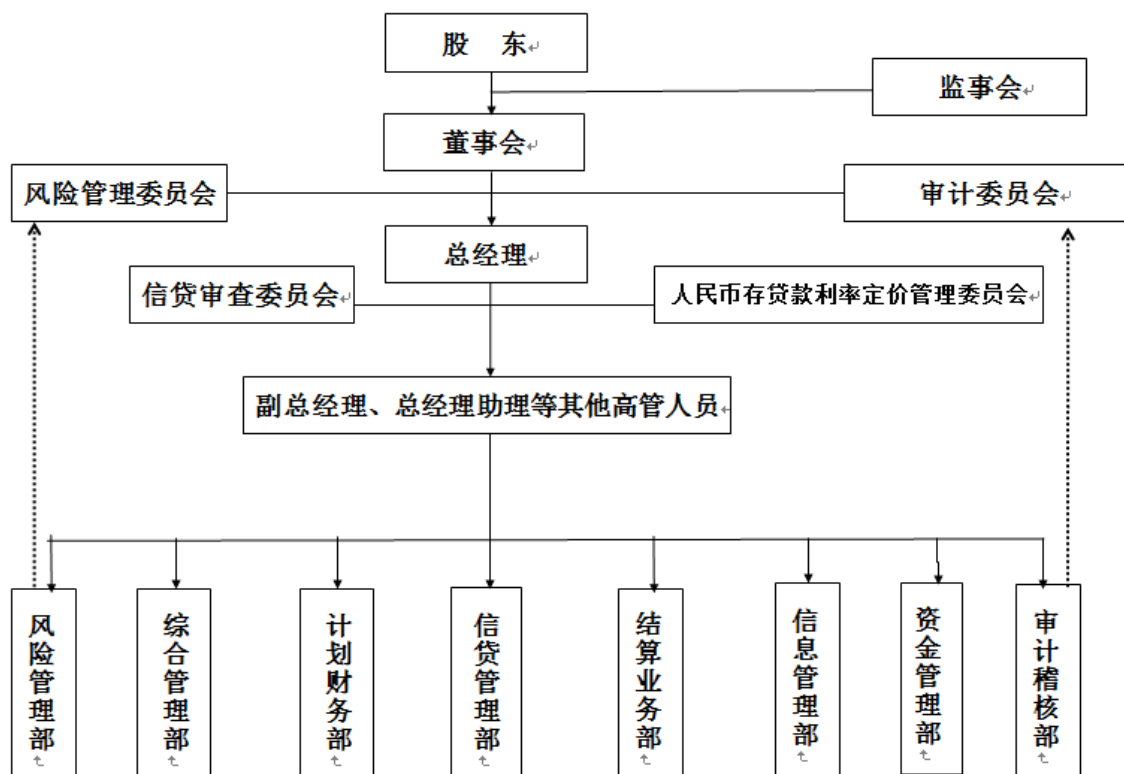 股 东
监事会
董事会
风险管理委员会
审计委员会
总经理
信贷审查委员会
人民币存贷款利率定价管理委员会
副总经理、总经理助理等其他高管人员
风险管理部
综合管理部
计划财务部
信贷管理部
结算业务部
信息管理部
资金管理部
审计稽核部